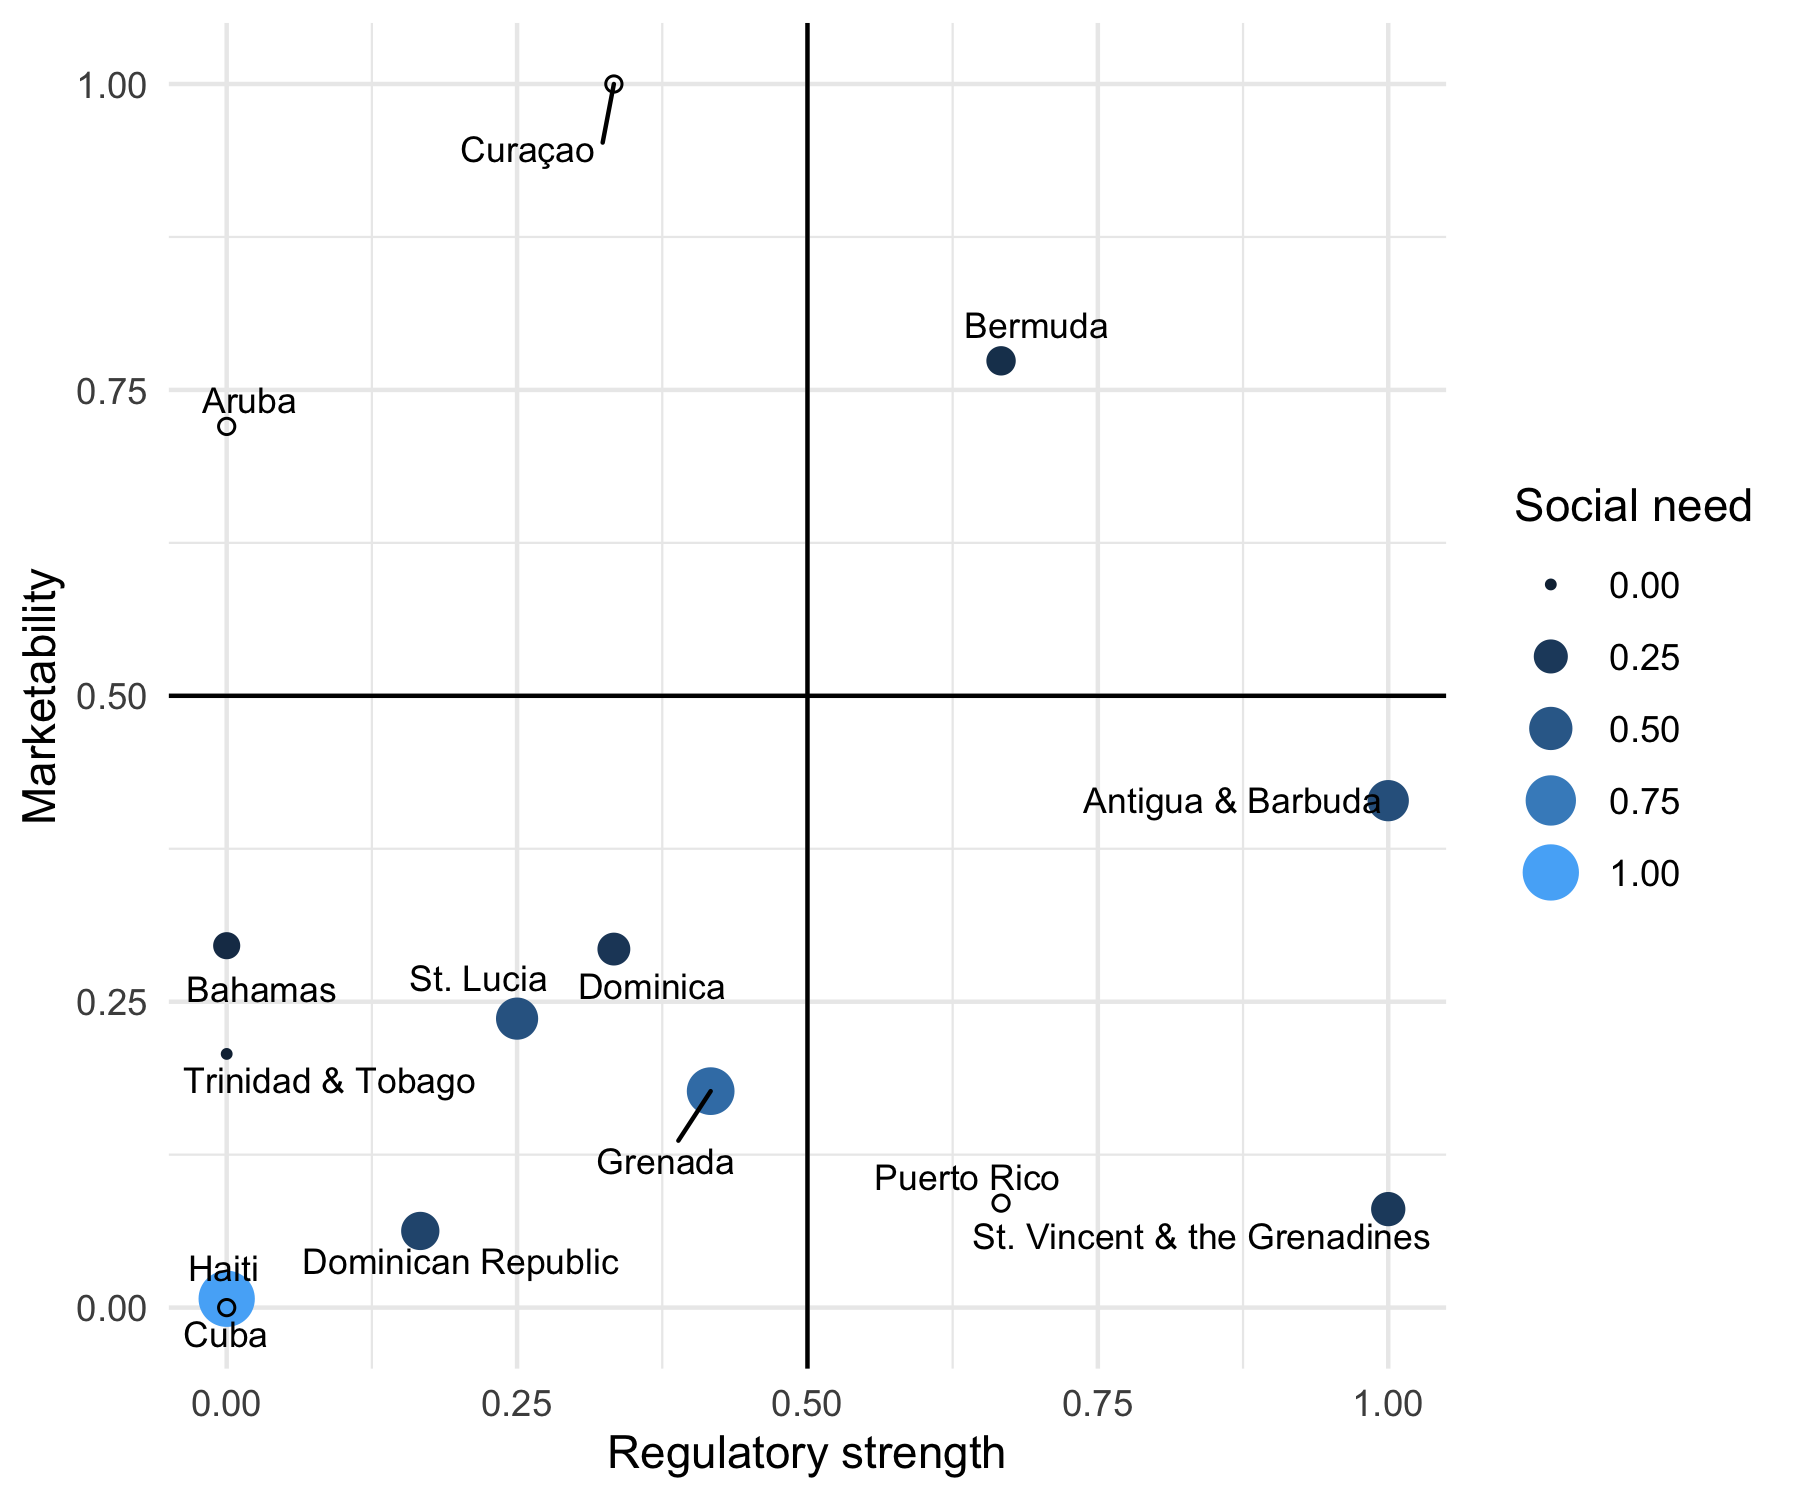 1.00
Curaçao
Bermuda
0.75
Aruba
Social need
0.00
0.25
0.50
0.75
1.00
Marketability
0.50
Antigua & Barbuda
St. Lucia
Dominica
Bahamas
0.25
Trinidad & Tobago
Grenada
Puerto Rico
St. Vincent & the Grenadines
Dominican Republic
Haiti
0.00
Cuba
0.00
0.25
0.50
0.75
1.00
Regulatory strength